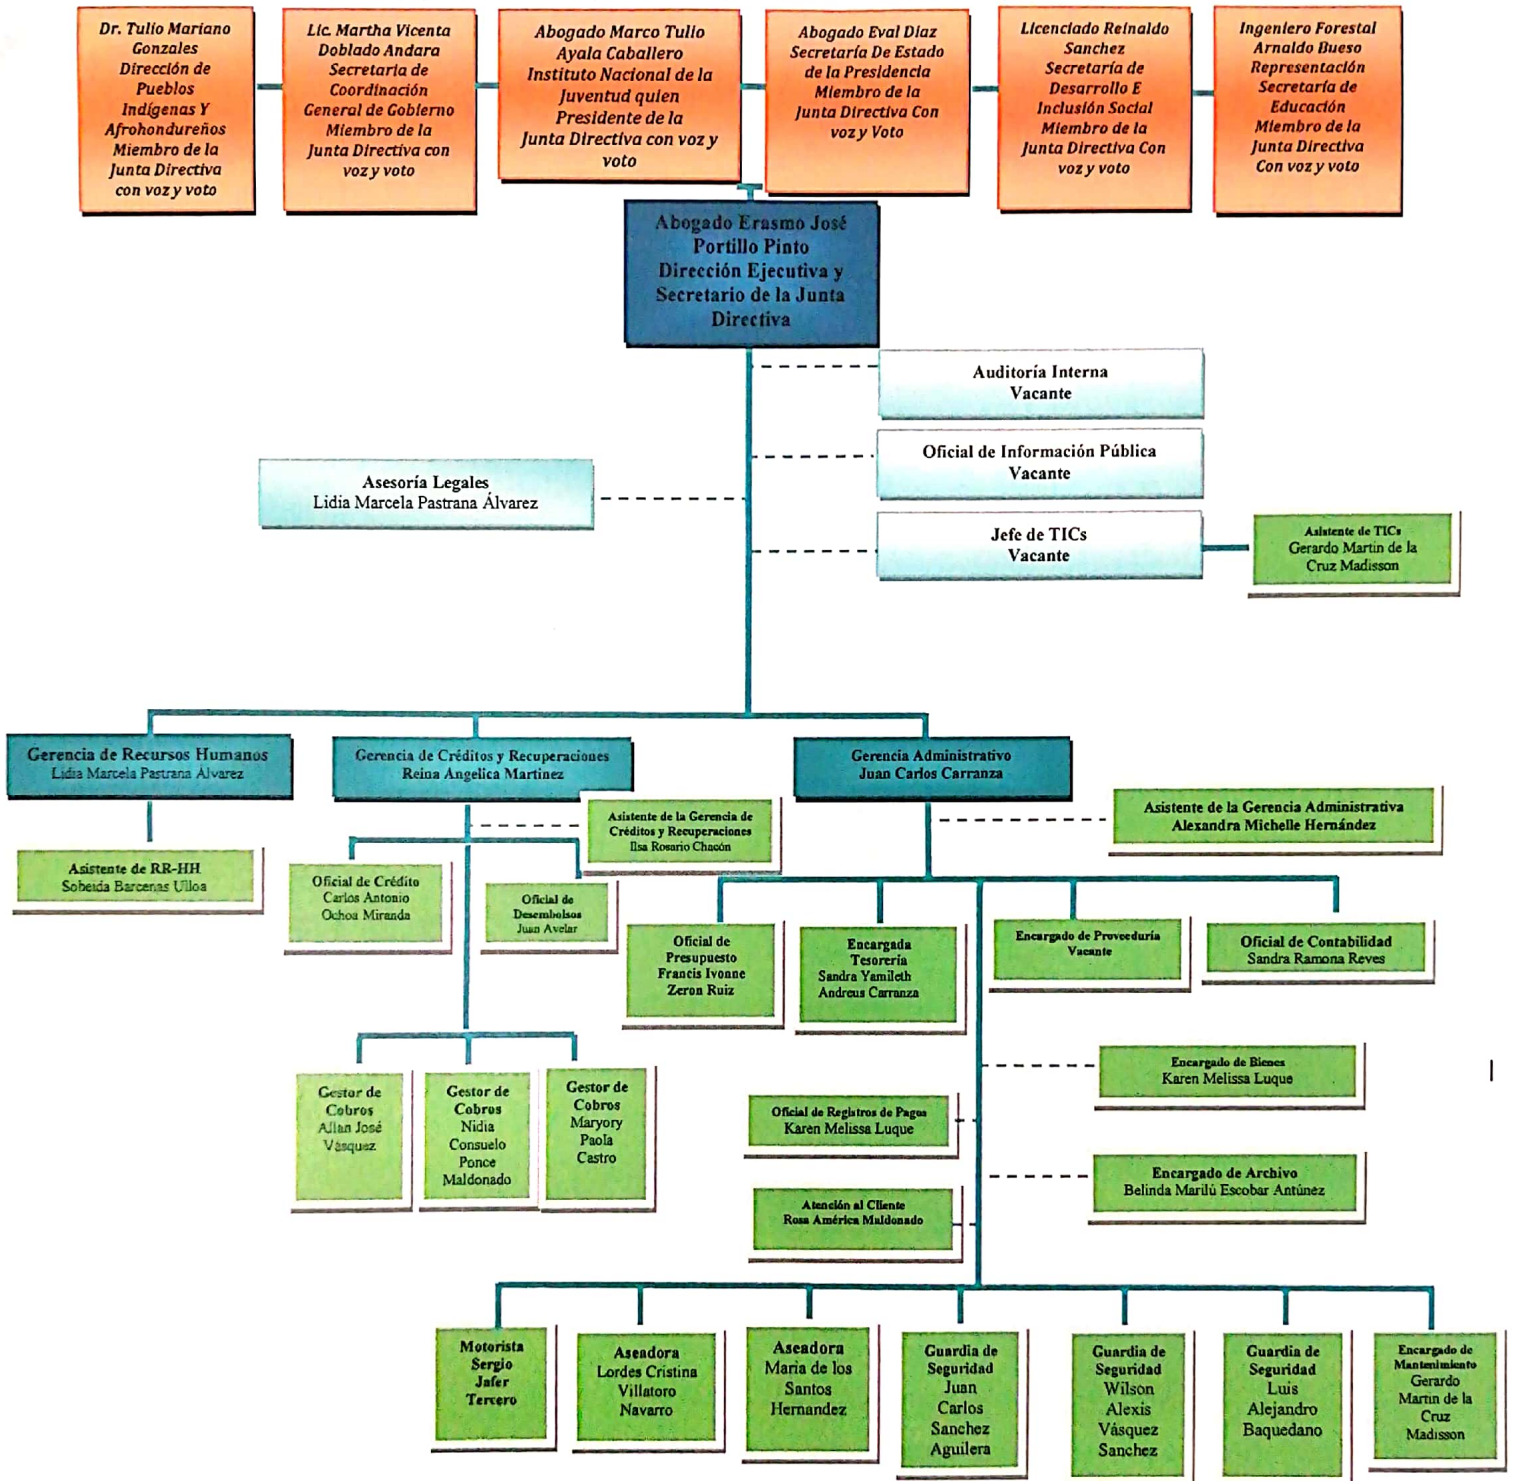 Dr. Tulio Mariano
Gonzales
Dirección de
Pueblos
Indígenas Y
Afrohondureños
Miembro de la
Junta Directiva
con voz y voto
Lic. Martha Vicenta
Doblado Andara
Secretaria de
Coordinación
General de Gobierno
Miembro de la
Junta Directiva con
voz y voto
Abogado Marco Tulio
Ayala Caballero
Instituto Nacional de la
Juventud quien
Presidente de la
Junta Directiva con voz y
voto
Abogado Eval Diaz
Secretaría De Estado
de la Presidencia
Miembro de la
Junta Directiva Con
voz y Voto
Licenciado Reinaldo
Sanchez
Secretaría de
Desarrollo E
Inclusión Social
Miembro de la
Junta Directiva Con
voz y voto
Ingeniero Forestal
Arnaldo Bueso
Representación
Secretaría de
Educación
Miembro de la
Junta Directiva
Con voz y voto
Abogado Erasmo José
Portillo Pinto
Dirección Ejecutiva y
Secretario de la Junta
Directiva
Auditoría Interna
Vacante
Oficial de Información Pública
Vacante
Asesoría Legales
Lidia Marcela Pastrana Álvarez
Jefe de TICs
Vacante
Asistente de TICs
Gerardo Martin de la
Cruz Madisson
Gerencia de Recursos Humanos
Lidia Marcela Pastrana Álvarez
Gerencia de Créditos y Recuperaciones
Reina Angelica Martinez
Gerencia Administrativo
Juan Carlos Carranza
Asistente de la Gerencia de
Créditos y Recuperaciones
Ilsa Rosario Chacón
Asistente de la Gerencia Administrativa
Alexandra Michelle Hernández
Asistente de RR-HH
Sobeida Barcenas Ulloa
Oficial de Crédito
Carlos Antonio
Ochoa Miranda
Oficial de
Desembolsos
Juan Avelar
Oficial de
Presupuesto
Francis Ivonne
Zeron Ruiz
Encargada
Tesorería
Sandra Yamileth
Andreus Carranza
Encargado de Proveeduría
Vacante
Oficial de Contabilidad
Sandra Ramona Reves
Gestor de
Cobros
Allan José
Vásquez
Gestor de
Cobros
Nidia
Consuelo
Ponce
Maldonado
Gestor de
Cobros
Maryory
Paola
Castro
Encargado de Bienes
Karen Melissa Luque
Oficial de Registros de Pagos
Karen Melissa Luque
Encargado de Archivo
Belinda Marilú Escobar Antúnez
Atención al Cliente
Rosa América Maldonado
Motorista
Sergio
Jafer
Tercero
Aseadora
Lordes Cristina
Villatoro
Navarro
Aseadora
Maria de los
Santos
Hernandez
Guardia de
Seguridad
Juan
Carlos
Sanchez
Aguilera
Guardia de
Seguridad
Wilson
Alexis
Vásquez
Sanchez
Guardia de
Seguridad
Luis
Alejandro
Baquedano
Encargado de
Mantenimiento
Gerardo
Martin de la
Cruz
Madisson